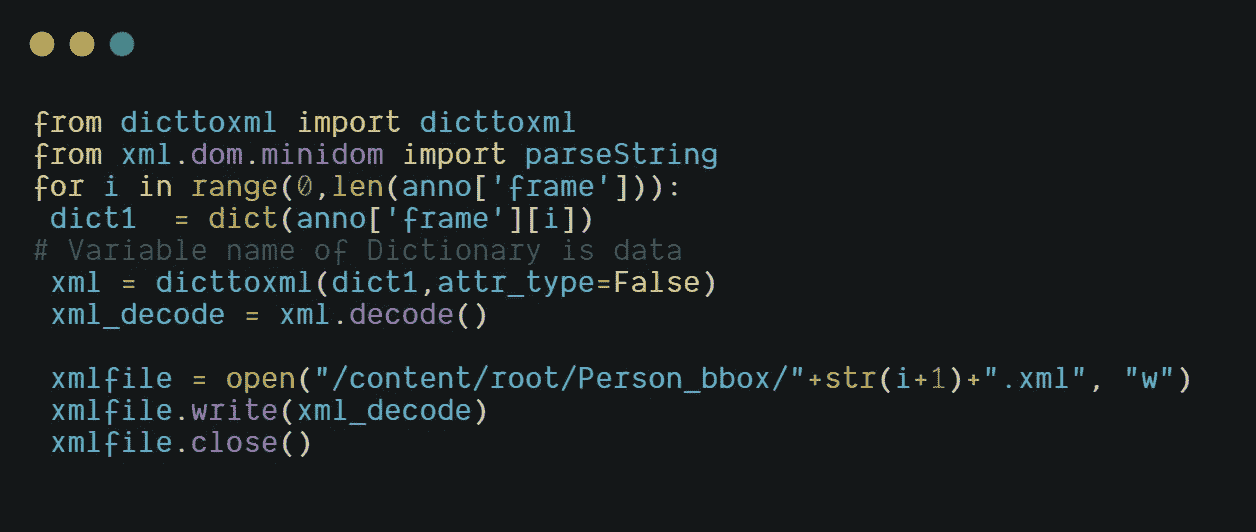 from dicttoxml import dicttoxml
from xml.dom.minidom import parseString
for i in range(0,len(anno['frame'])):
 dict1  = dict(anno['frame'][i])
# Variable name of Dictionary is data
 xml = dicttoxml(dict1,attr_type=False)
 xml_decode = xml.decode()

 xmlfile = open("/content/root/Person_bbox/"+str(i+1)+".xml", "w")
 xmlfile.write(xml_decode)
 xmlfile.close()